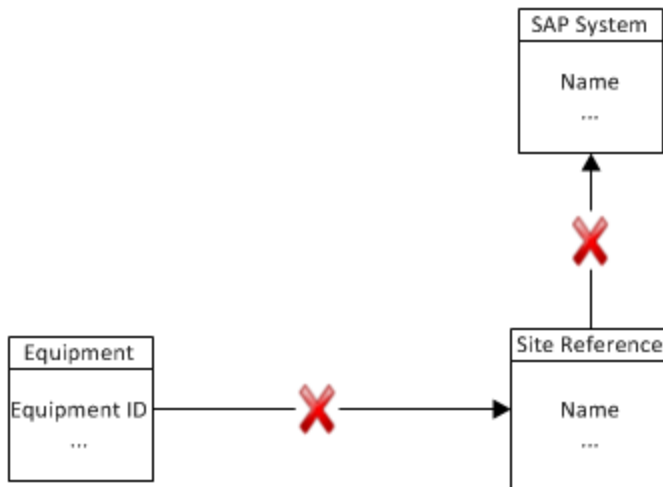 SAP System
Name
...
Equipment
Equipment ID
...
Site Reference
Name
...